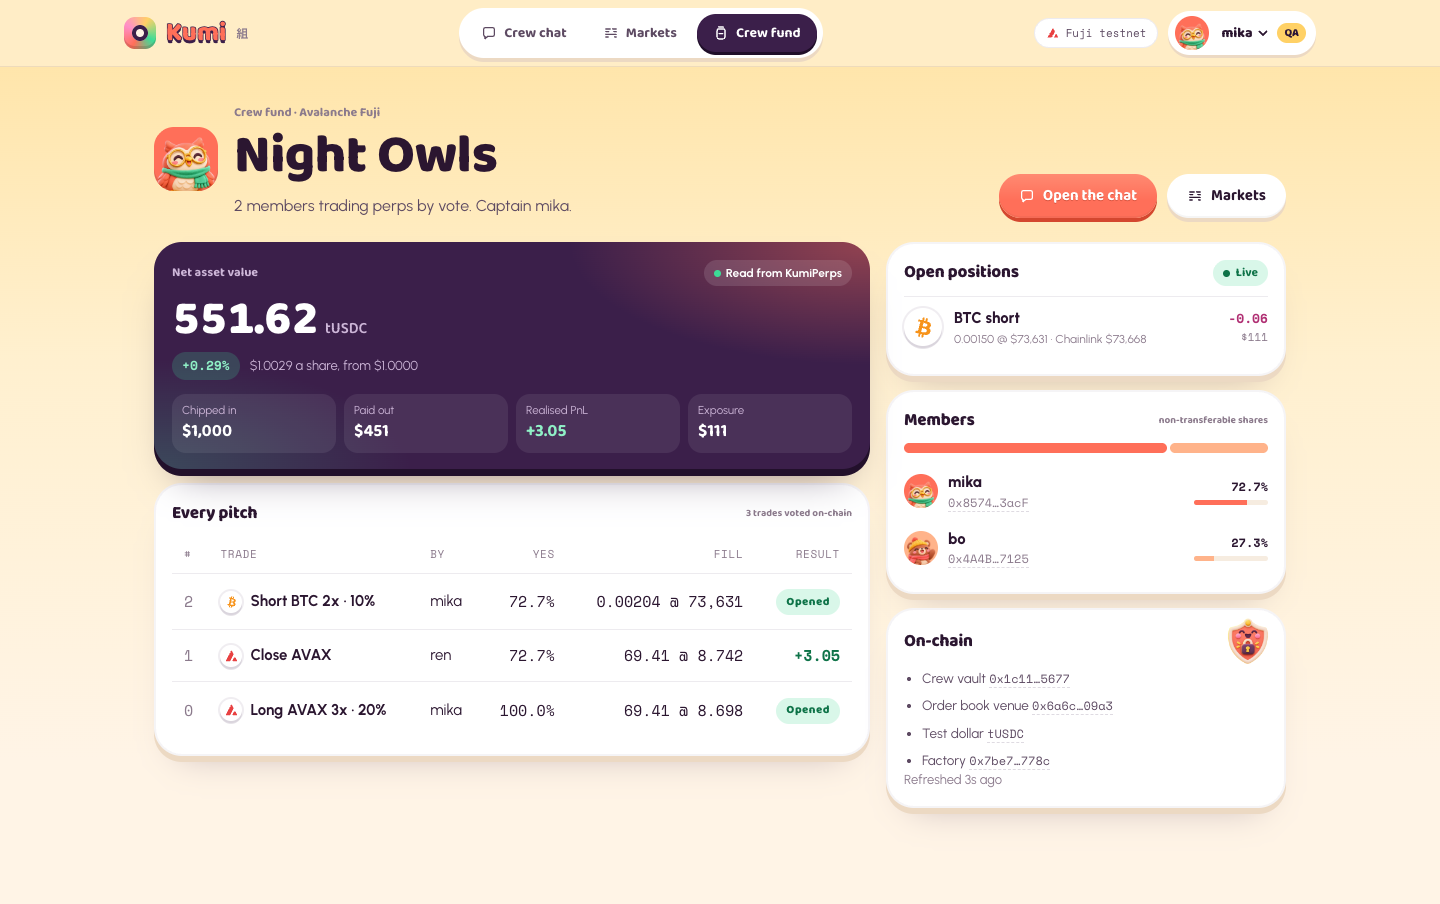 Kumi 組
Crew chat
Markets
Crew fund
Fuji testnet
mika
QA
Crew fund · Avalanche Fuji
Night Owls
2 members trading perps by vote. Captain mika.
Open the chat
Markets
Net asset value
Read from KumiPerps
551.62 tUSDC
+0.29% $1.0029 a share, from $1.0000
Chipped in
$1,000
Paid out
$451
Realised PnL
+3.05
Exposure
$111
Every pitch
3 trades voted on-chain
# TRADE BY YES FILL RESULT
2 Short BTC 2x · 10% mika 72.7% 0.00204 @ 73,631 Opened
1 Close AVAX ren 72.7% 69.41 @ 8.742 +3.05
0 Long AVAX 3x · 20% mika 100.0% 69.41 @ 8.698 Opened
Open positions
Live
BTC short -0.06
0.00150 @ $73,631 · Chainlink $73,668 $111
Members
non-transferable shares
mika 72.7%
0x8574…3acF
bo 27.3%
0x4A4B…7125
On-chain
• Crew vault 0x1c11…5677
• Order book venue 0x6a6c…09a3
• Test dollar tUSDC
• Factory 0x7be7…778c
Refreshed 3s ago